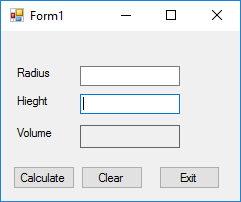 Form1
Radius
Hieght
Volume
Calculate Clear Exit